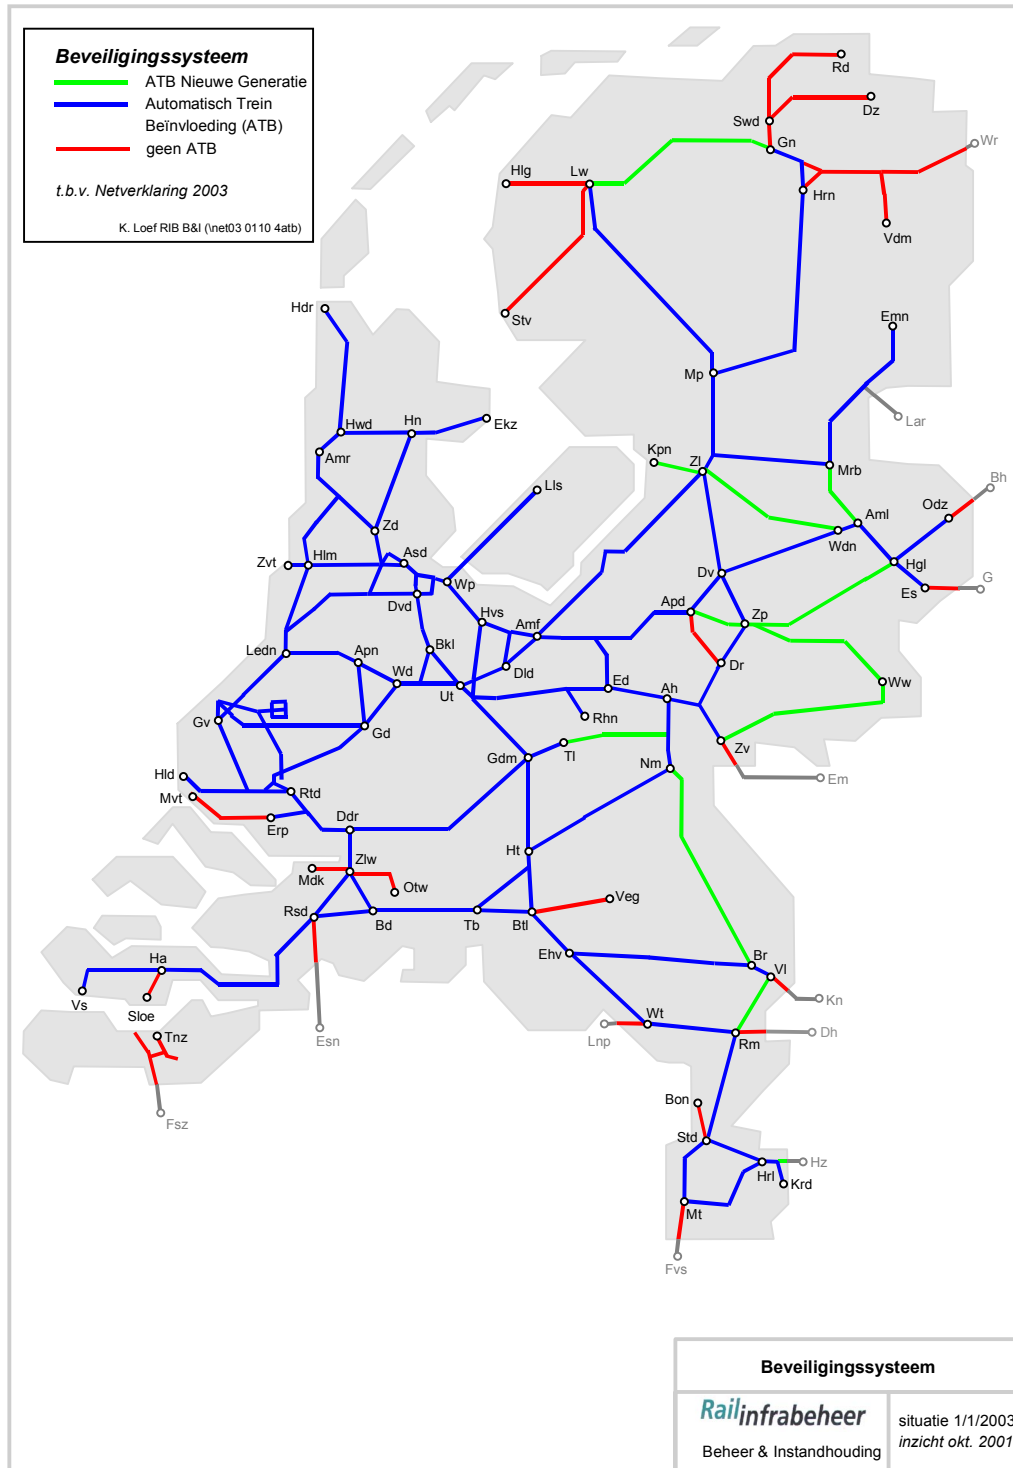 Beveiligingssysteem
ATB Nieuwe Generatie
Automatisch Trein
Beïnvloeding (ATB)
geen ATB
t.b.v. Netverklaring 2003
K. Loef RIB B&I (\net03 0110 4atb)
Rd
Dz
Swd
Gn
Wr
Hlg
Lw
Hrn
Vdm
Stv
Hdr
Emn
Mp
Hwd
Hn
Ekz
Lar
Amr
Kpn
Zl
Mrb
Bh
Lls
Odz
Aml
Zd
Wdn
Zvt
Hlm
Asd
Wp
Dv
Hgl
G
Es
Dvd
Hvs
Apd
Zp
Amf
Ledn
Apn
Bkl
Dld
Dr
Wd
Ut
Ed
Ah
Ww
Gv
Gd
Rhn
Zv
Tl
Gdm
Nm
Em
Hld
Mvt
Rtd
Erp
Ddr
Ht
Zlw
Mdk
Otw
Veg
Rsd
Bd
Tb
Btl
Ehv
Br
Vl
Ha
Vs
Sloe
Kn
Wt
Tnz
Esn
Lnp
Rm
Dh
Fsz
Bon
Std
Hrl
Hz
Krd
Mt
Fvs
Beveiligingssysteem
Railinfrabeheer
Beheer & Instandhouding
situatie 1/1/2003
inzicht okt. 2001